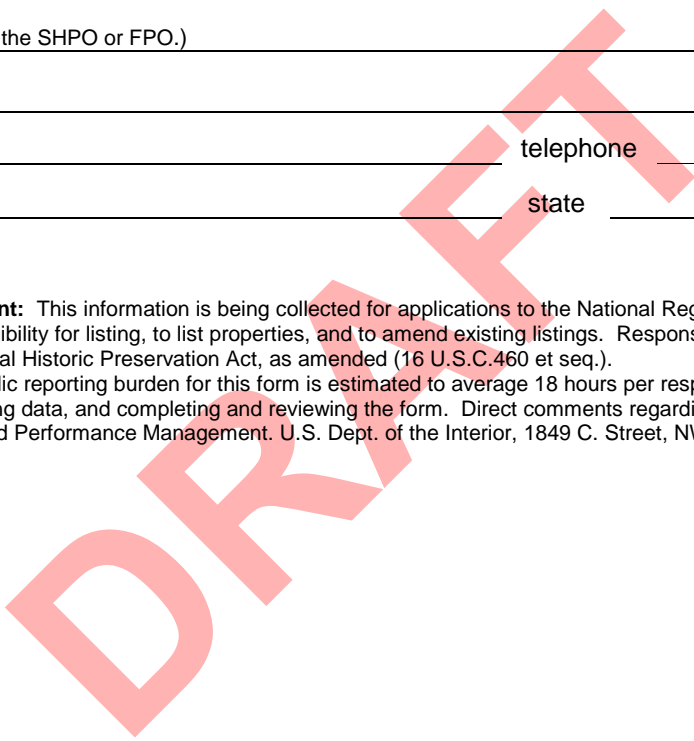 the SHPO or FPO.)
telephone
state
nt: This information is being collected for applications to the National Reg
ibility for listing, to list properties, and to amend existing listings. Respons
al Historic Preservation Act, as amended (16 U.S.C.460 et seq.).
lic reporting burden for this form is estimated to average 18 hours per resp
ng data, and completing and reviewing the form. Direct comments regardi
d Performance Management. U.S. Dept. of the Interior, 1849 C. Street, NW
DRAFT